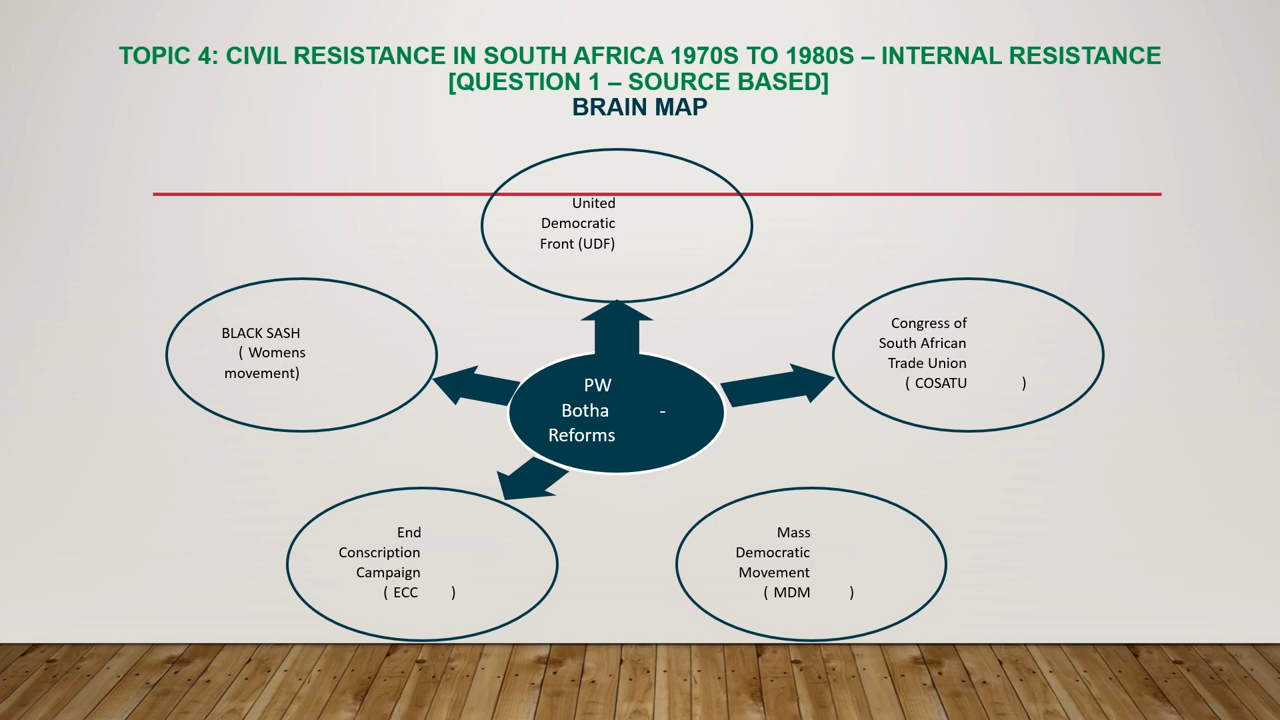 TOPIC 4: CIVIL RESISTANCE IN SOUTH AFRICA 1970S TO 1980S – INTERNAL RESISTANCE
[QUESTION 1 – SOURCE BASED]
BRAIN MAP
United
Democratic
Front (UDF)
BLACK SASH
( Womens
movement)
Congress of
South African
Trade Union
( COSATU )
PW
Botha -
Reforms
End
Conscription
Campaign
( ECC )
Mass
Democratic
Movement
( MDM )